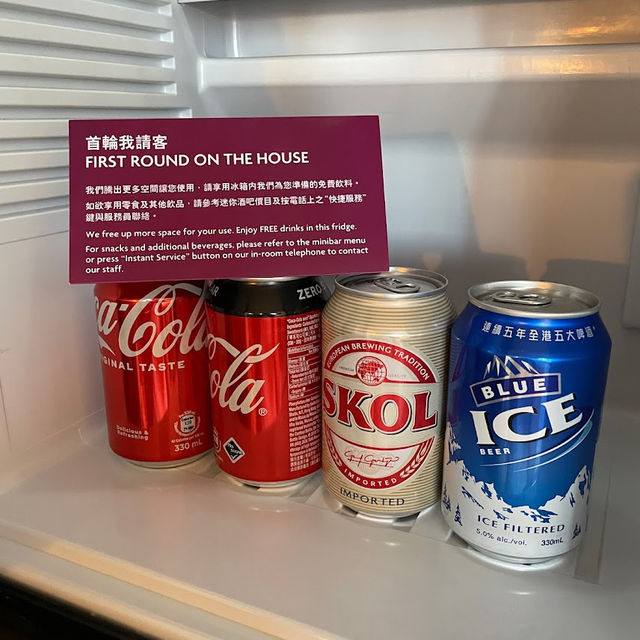 首輪我請客
FIRST ROUND ON THE HOUSE
我們騰出更多空間讓您使用，請享用冰箱內我們為您準備的免費飲料。
如欲享用零食及其他飲品，請參考迷你酒吧價目及按電話上之"快捷服務"
鍵與服務員聯絡。
We free up more space for your use. Enjoy FREE drinks in this fridge.
For snacks and additional beverages, please refer to the minibar menu
or press "Instant Service" button on our in-room telephone to contact
our staff.
a-Cola
GINAL TASTE
Delicious &
Refreshing
330 mL
ZERO
ola
EUROPEAN BREWING TRADITION
SKOL
IMPORTED
IMPORTED
連續五年全港五大啤酒
BLUE
ICE
BEER
ICE FILTERED
5.0% alc./vol. 330mL